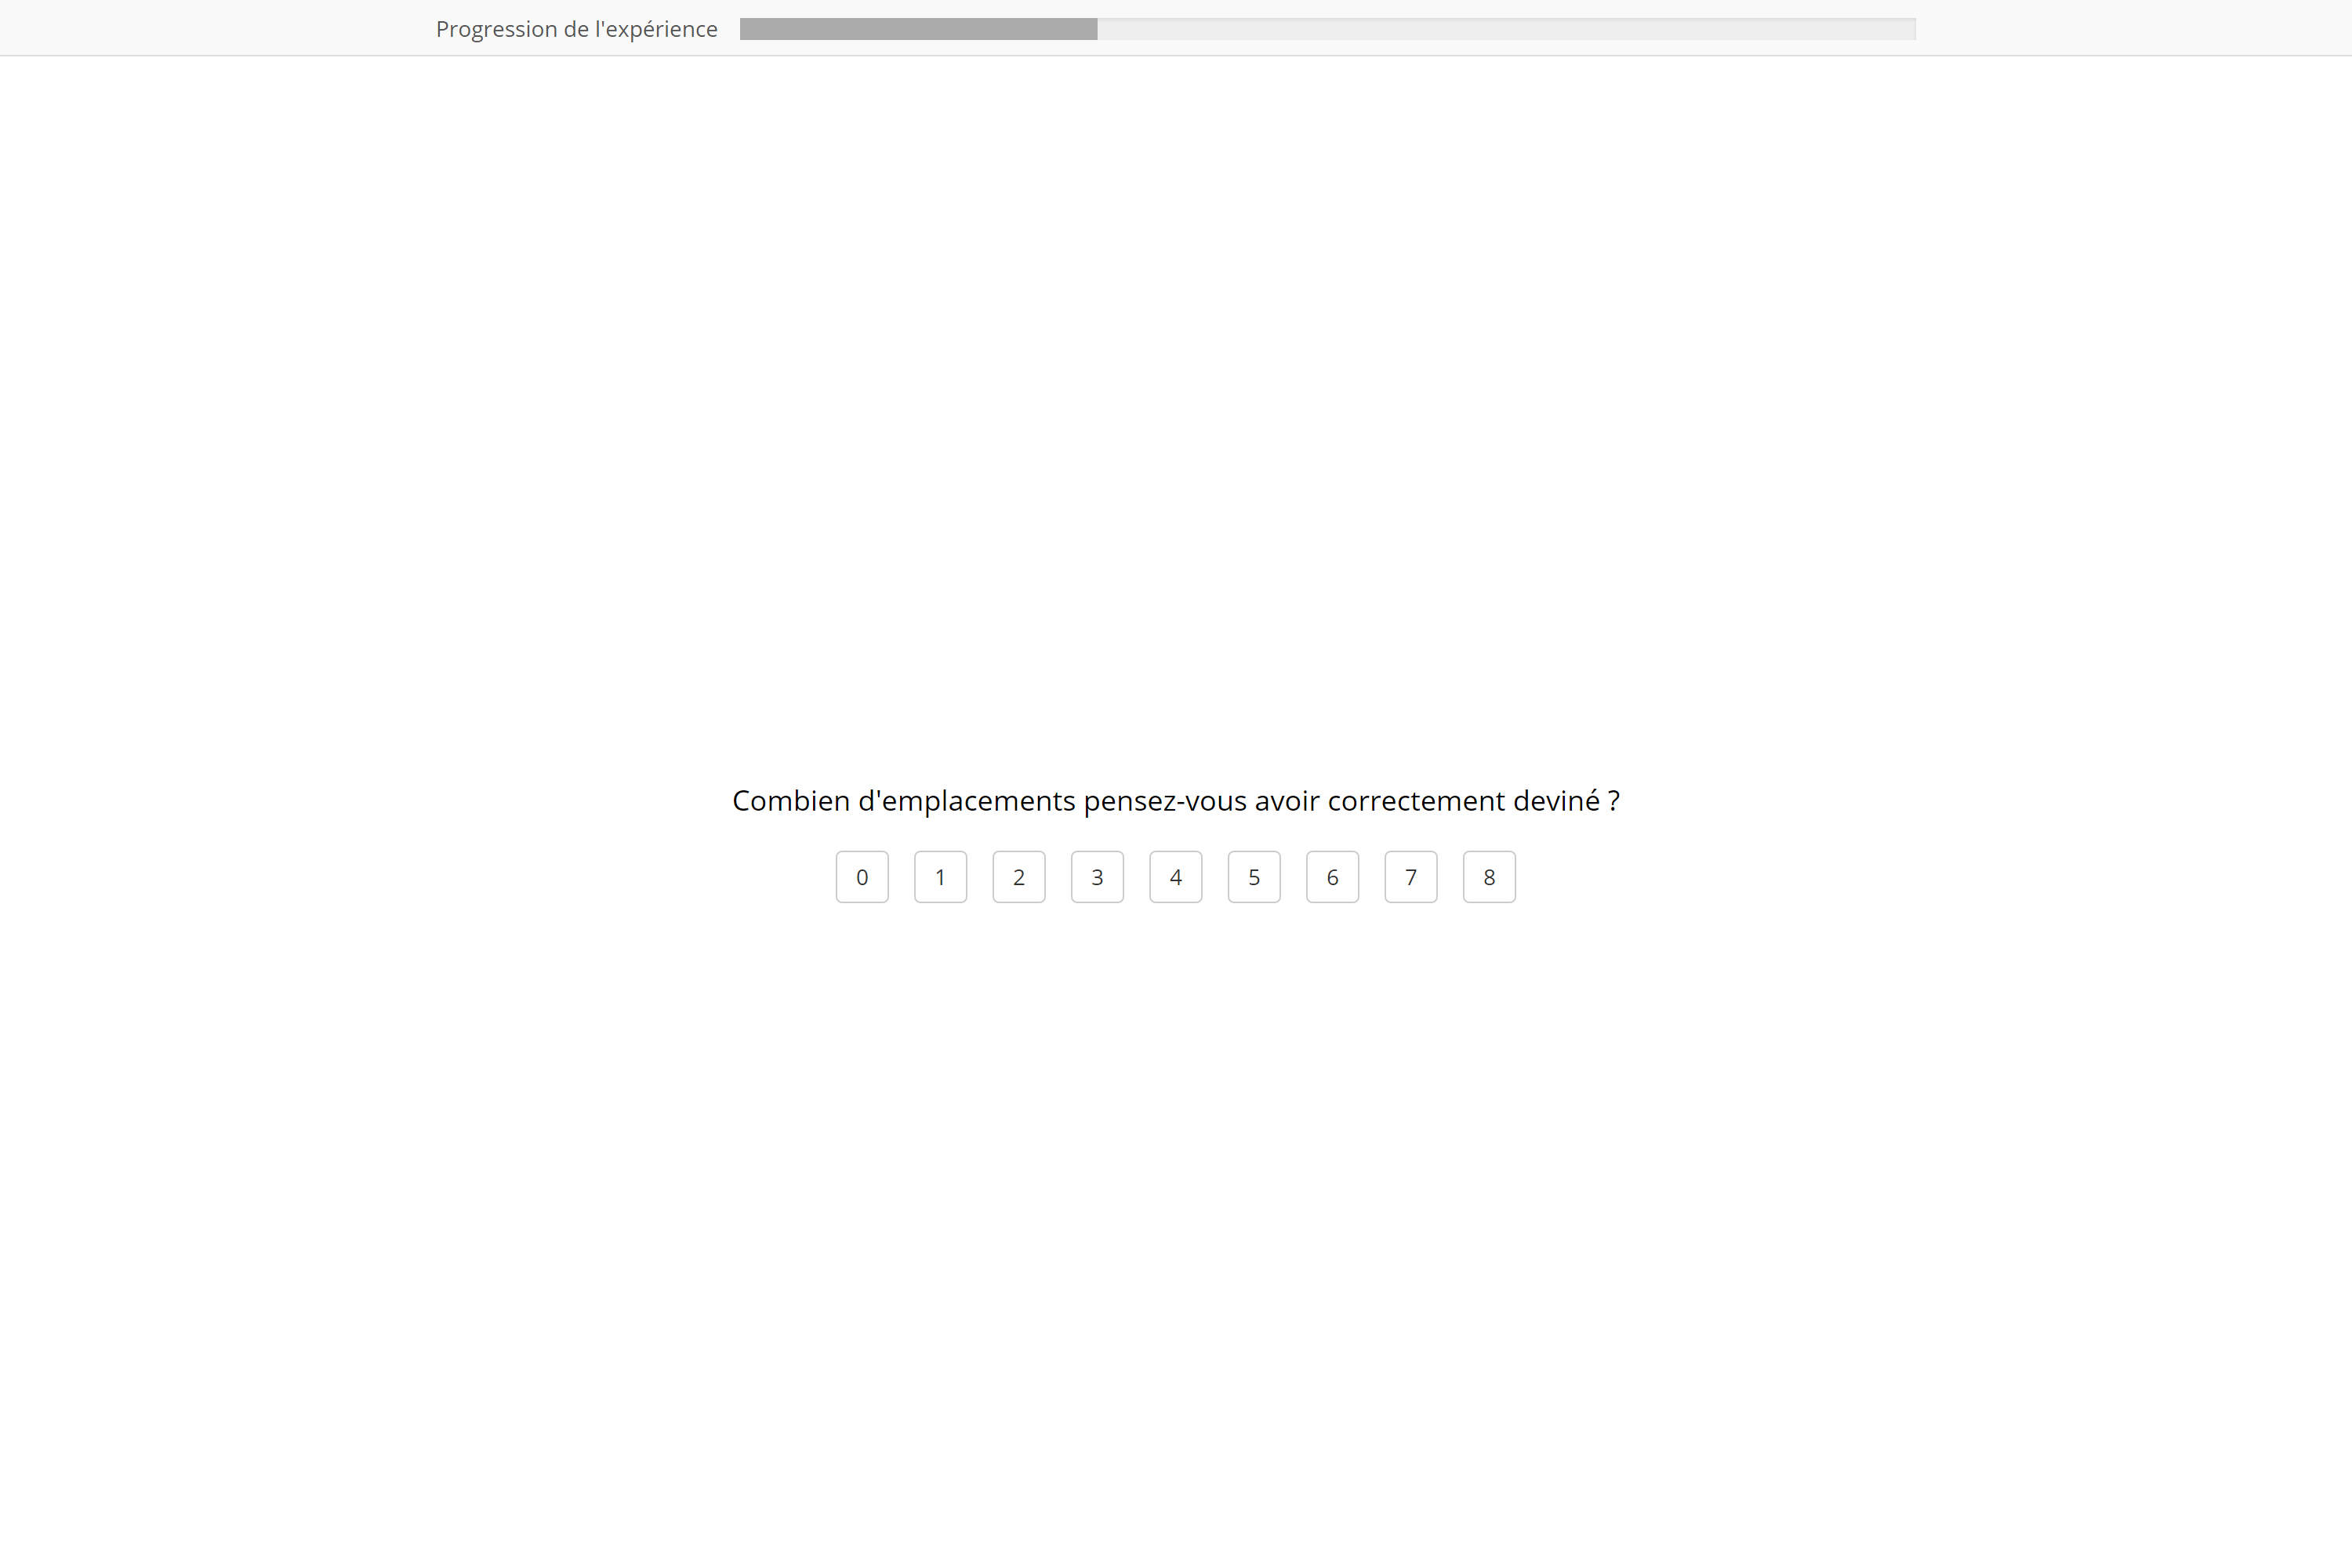 Progression de l'expérience
Combien d'emplacements pensez-vous avoir correctement deviné ?
0 1 2 3 4 5 6 7 8